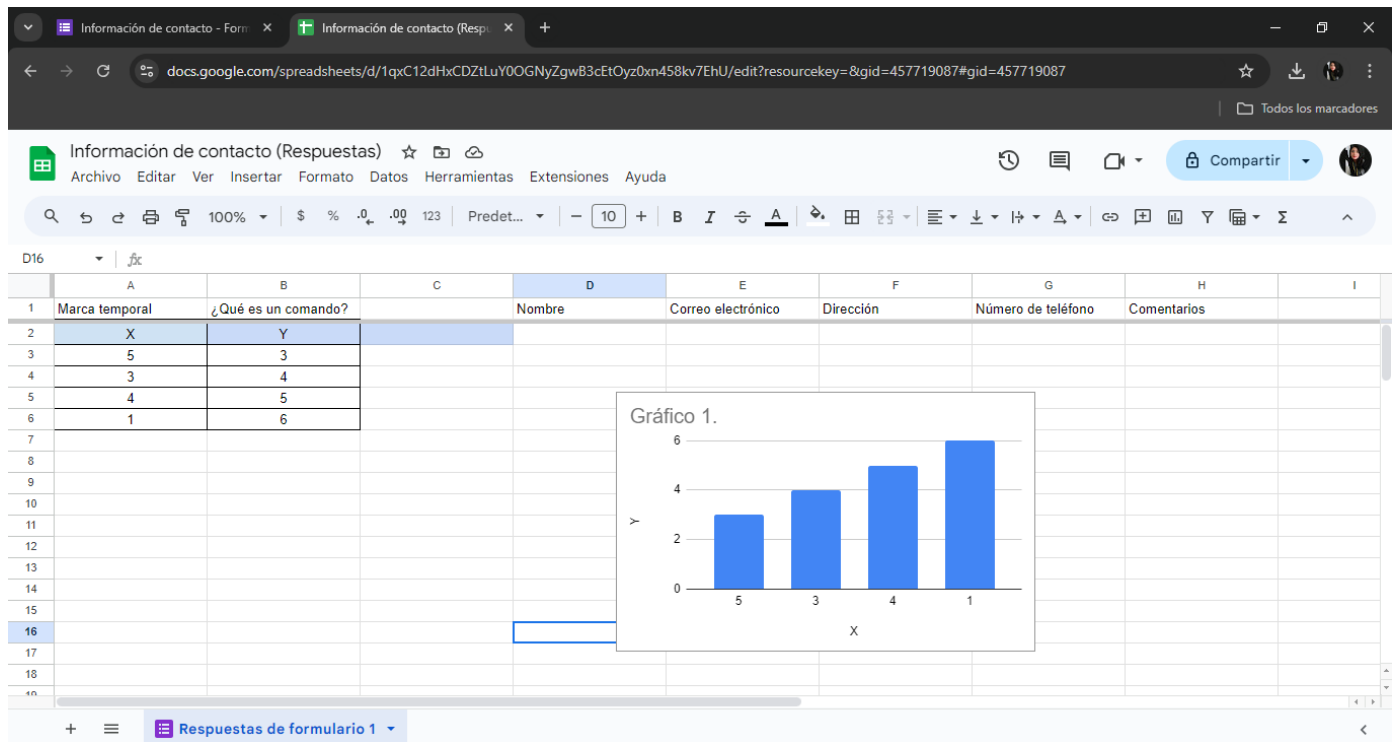 Información de contacto - Form
Información de contacto (Respu
docs.google.com/spreadsheets/d/1qxC12dHxCDZtLuY0OGNyZgwB3cEtOyz0xn458kv7EhU/edit?resourcekey=&gid=457719087#gid=457719087
Todos los marcadores
Información de contacto (Respuestas)
Archivo Editar Ver Insertar Formato Datos Herramientas Extensiones Ayuda
Compartir
100% $ % .0 .00 123 Predet... − 10 + B I S A Σ
D16 fx
A B C D E F G H I
1 Marca temporal ¿Qué es un comando? Nombre Correo electrónico Dirección Número de teléfono Comentarios
2 X Y
3 5 3
4 3 4
5 4 5
6 1 6
7
8
9
10
11
12
13
14
15
16
17
18
19
Gráfico 1.
6
4
2
0
Y
5 3 4 1
X
Respuestas de formulario 1